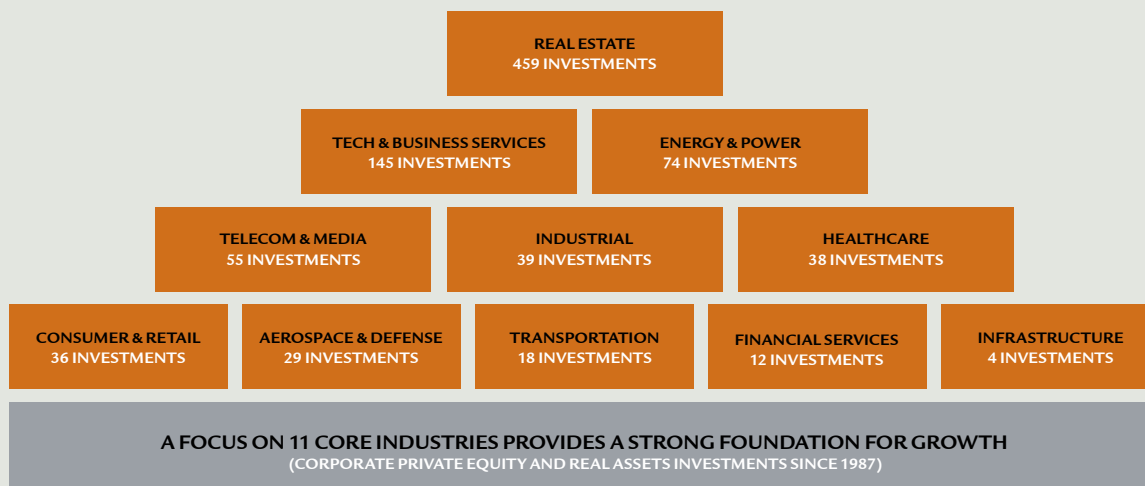 REAL ESTATE
459 INVESTMENTS
TECH & BUSINESS SERVICES
145 INVESTMENTS
ENERGY & POWER
74 INVESTMENTS
TELECOM & MEDIA
55 INVESTMENTS
INDUSTRIAL
39 INVESTMENTS
HEALTHCARE
38 INVESTMENTS
CONSUMER & RETAIL
36 INVESTMENTS
AEROSPACE & DEFENSE
29 INVESTMENTS
TRANSPORTATION
18 INVESTMENTS
FINANCIAL SERVICES
12 INVESTMENTS
INFRASTRUCTURE
4 INVESTMENTS
A FOCUS ON 11 CORE INDUSTRIES PROVIDES A STRONG FOUNDATION FOR GROWTH
(CORPORATE PRIVATE EQUITY AND REAL ASSETS INVESTMENTS SINCE 1987)